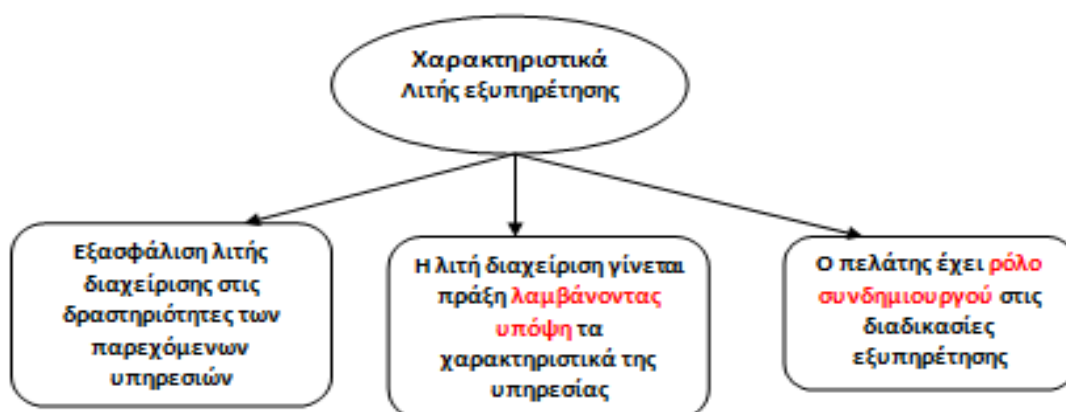 Χαρακτηριστικά
Λιτής εξυπηρέτησης
Εξασφάλιση λιτής
διαχείρισης στις
δραστηριότητες των
παρεχόμενων
υπηρεσιών
Η λιτή διαχείριση γίνεται
πράξη λαμβάνοντας
υπόψη τα
χαρακτηριστικά της
υπηρεσίας
Ο πελάτης έχει ρόλο
συνδημιουργού στις
διαδικασίες
εξυπηρέτησης